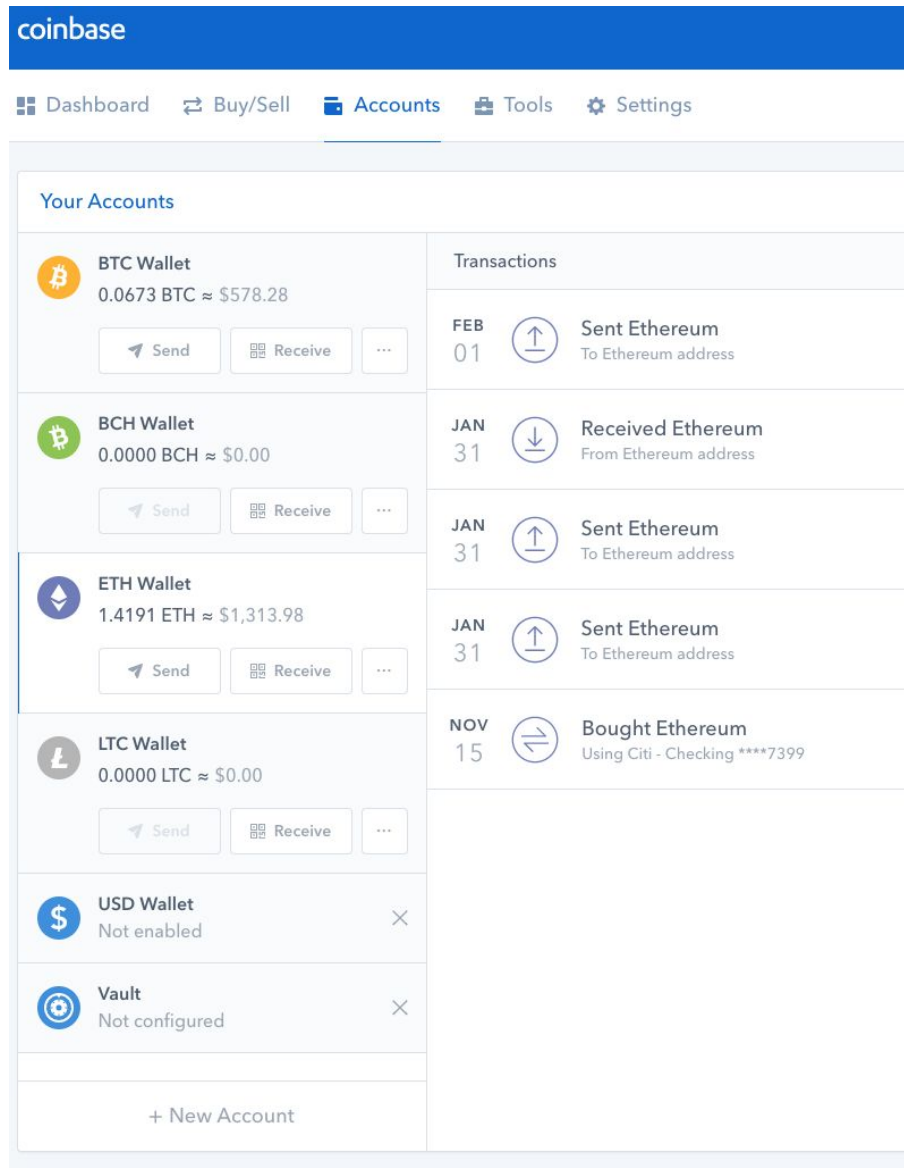 coinbase
Dashboard Buy/Sell Accounts Tools Settings
Your Accounts
BTC Wallet
0.0673 BTC ≈ $578.28
Send Receive ...
BCH Wallet
0.0000 BCH ≈ $0.00
Send Receive ...
ETH Wallet
1.4191 ETH ≈ $1,313.98
Send Receive ...
LTC Wallet
0.0000 LTC ≈ $0.00
Send Receive ...
USD Wallet
Not enabled
Vault
Not configured
+ New Account
Transactions
FEB
01
Sent Ethereum
To Ethereum address
JAN
31
Received Ethereum
From Ethereum address
JAN
31
Sent Ethereum
To Ethereum address
JAN
31
Sent Ethereum
To Ethereum address
NOV
15
Bought Ethereum
Using Citi - Checking ****7399